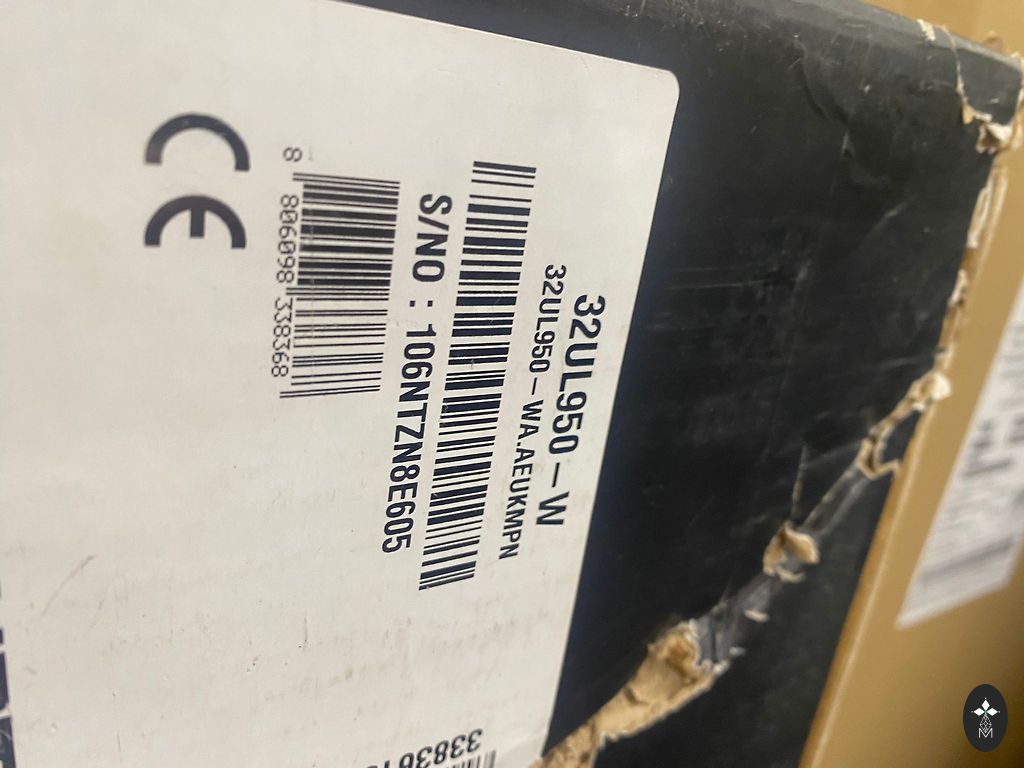 32UL950-W
32UL950-WA.AEUKMPN
S/NO : 106NTZN8E605
8 806098 338368
CE